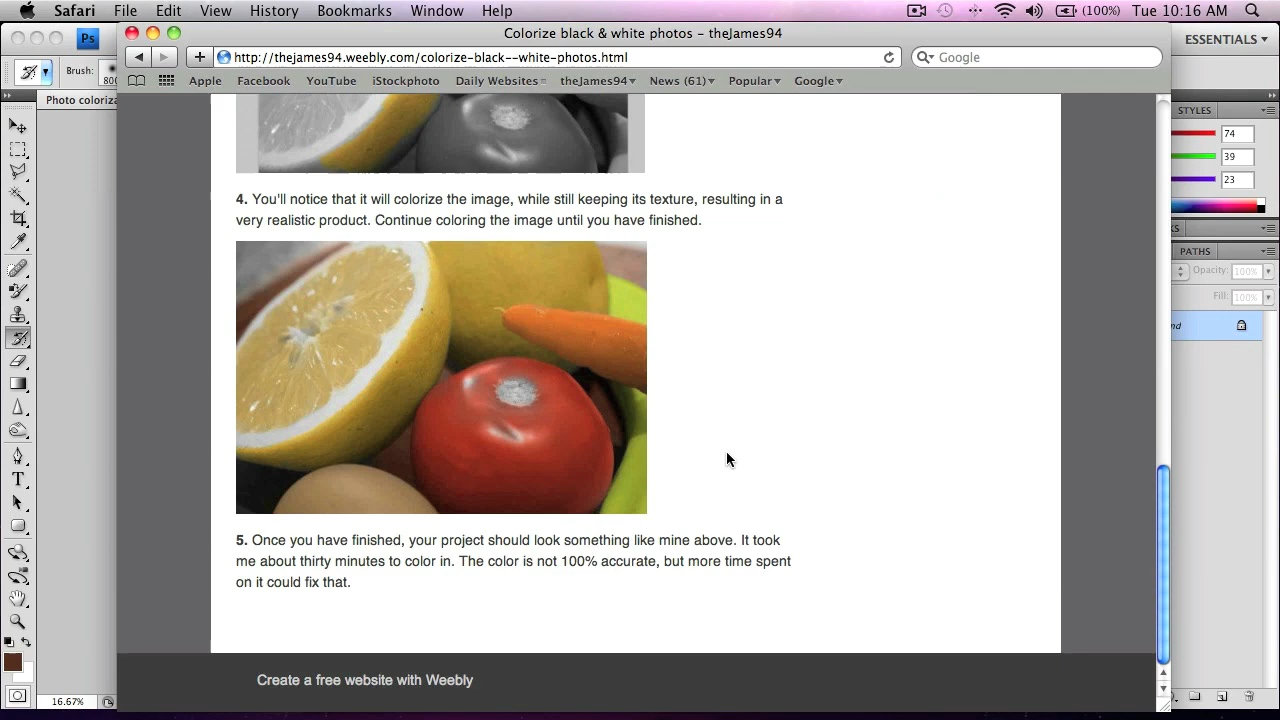 Safari File Edit View History Bookmarks Window Help (100%) Tue 10:16 AM
Colorize black & white photos – theJames94
Ps
ESSENTIALS
http://thejames94.weebly.com/colorize-black--white-photos.html
Google
Brush:
Apple Facebook YouTube iStockphoto Daily Websites theJames94 News (61) Popular Google
Photo coloriza
STYLES
74
39
23
4. You'll notice that it will colorize the image, while still keeping its texture, resulting in a
very realistic product. Continue coloring the image until you have finished.
PATHS
Opacity: 100%
Fill: 100%
nd
5. Once you have finished, your project should look something like mine above. It took
me about thirty minutes to color in. The color is not 100% accurate, but more time spent
on it could fix that.
Create a free website with Weebly
16.67%